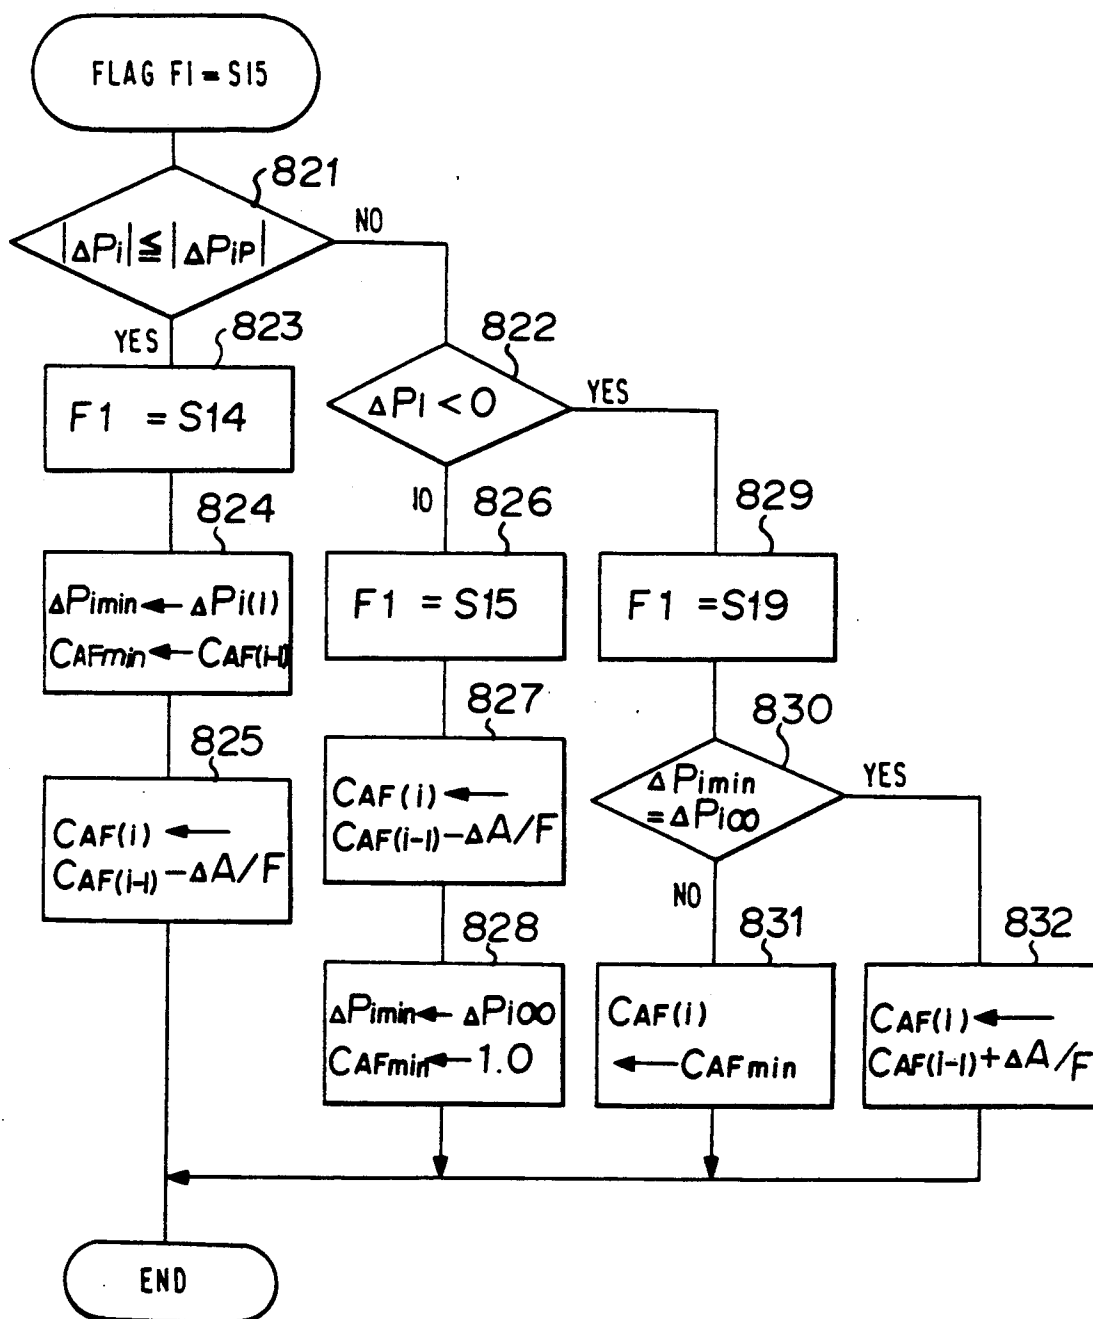 FLAG F1 = S15
821
|ΔPi| ≦ |ΔPiP|
NO
YES
823
822
F1 = S14
ΔPi < 0
YES
10
824
826
829
ΔPimin ← ΔPi(i)
CAFmin ← CAF(i-1)
F1 = S15
F1 = S19
825
827
830
CAF(i) ←
CAF(i-1) - ΔA/F
CAF(i) ←
CAF(i-1) - ΔA/F
ΔPimin
= ΔPi∞
YES
NO
828
831
832
ΔPimin ← ΔPi∞
CAFmin ← 1.0
CAF(i)
← CAFmin
CAF(i) ←
CAF(i-1) + ΔA/F
END